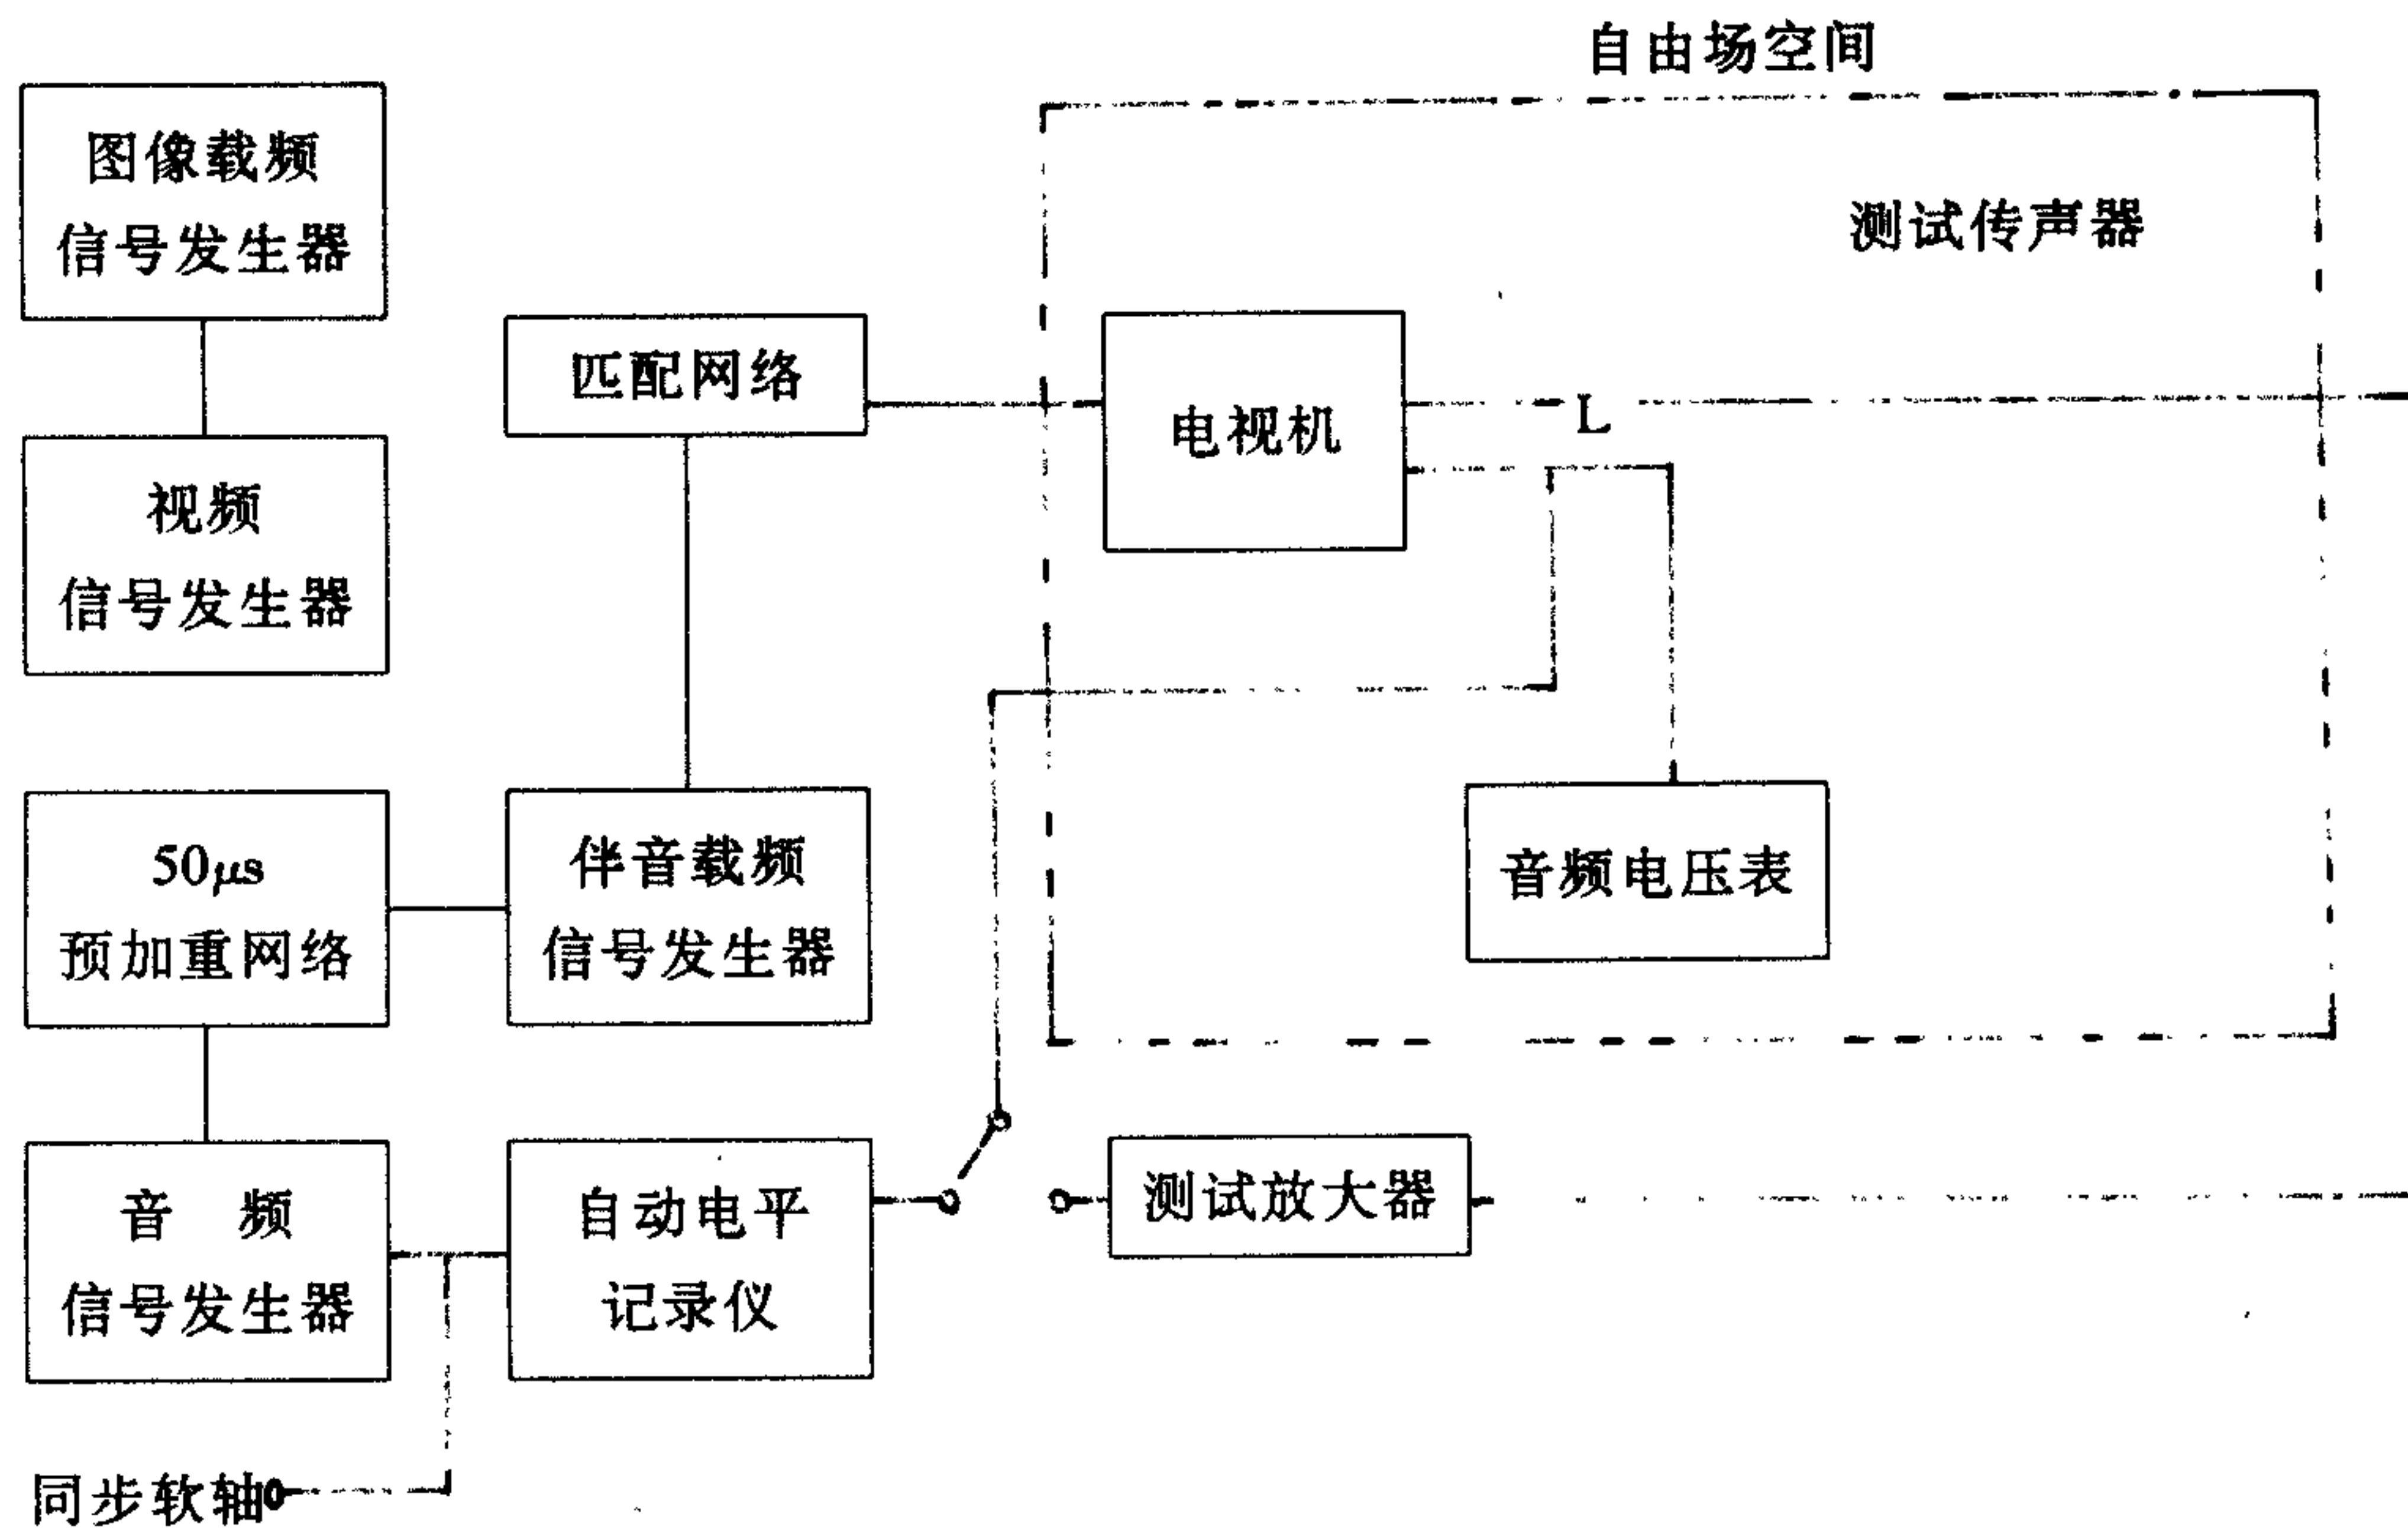 自由场空间
图像载频
信号发生器
测试传声器
匹配网络
电视机
L
视频
信号发生器
50μs
预加重网络
伴音载频
信号发生器
音频电压表
音 频
信号发生器
自动电平
记录仪
测试放大器
同步软轴